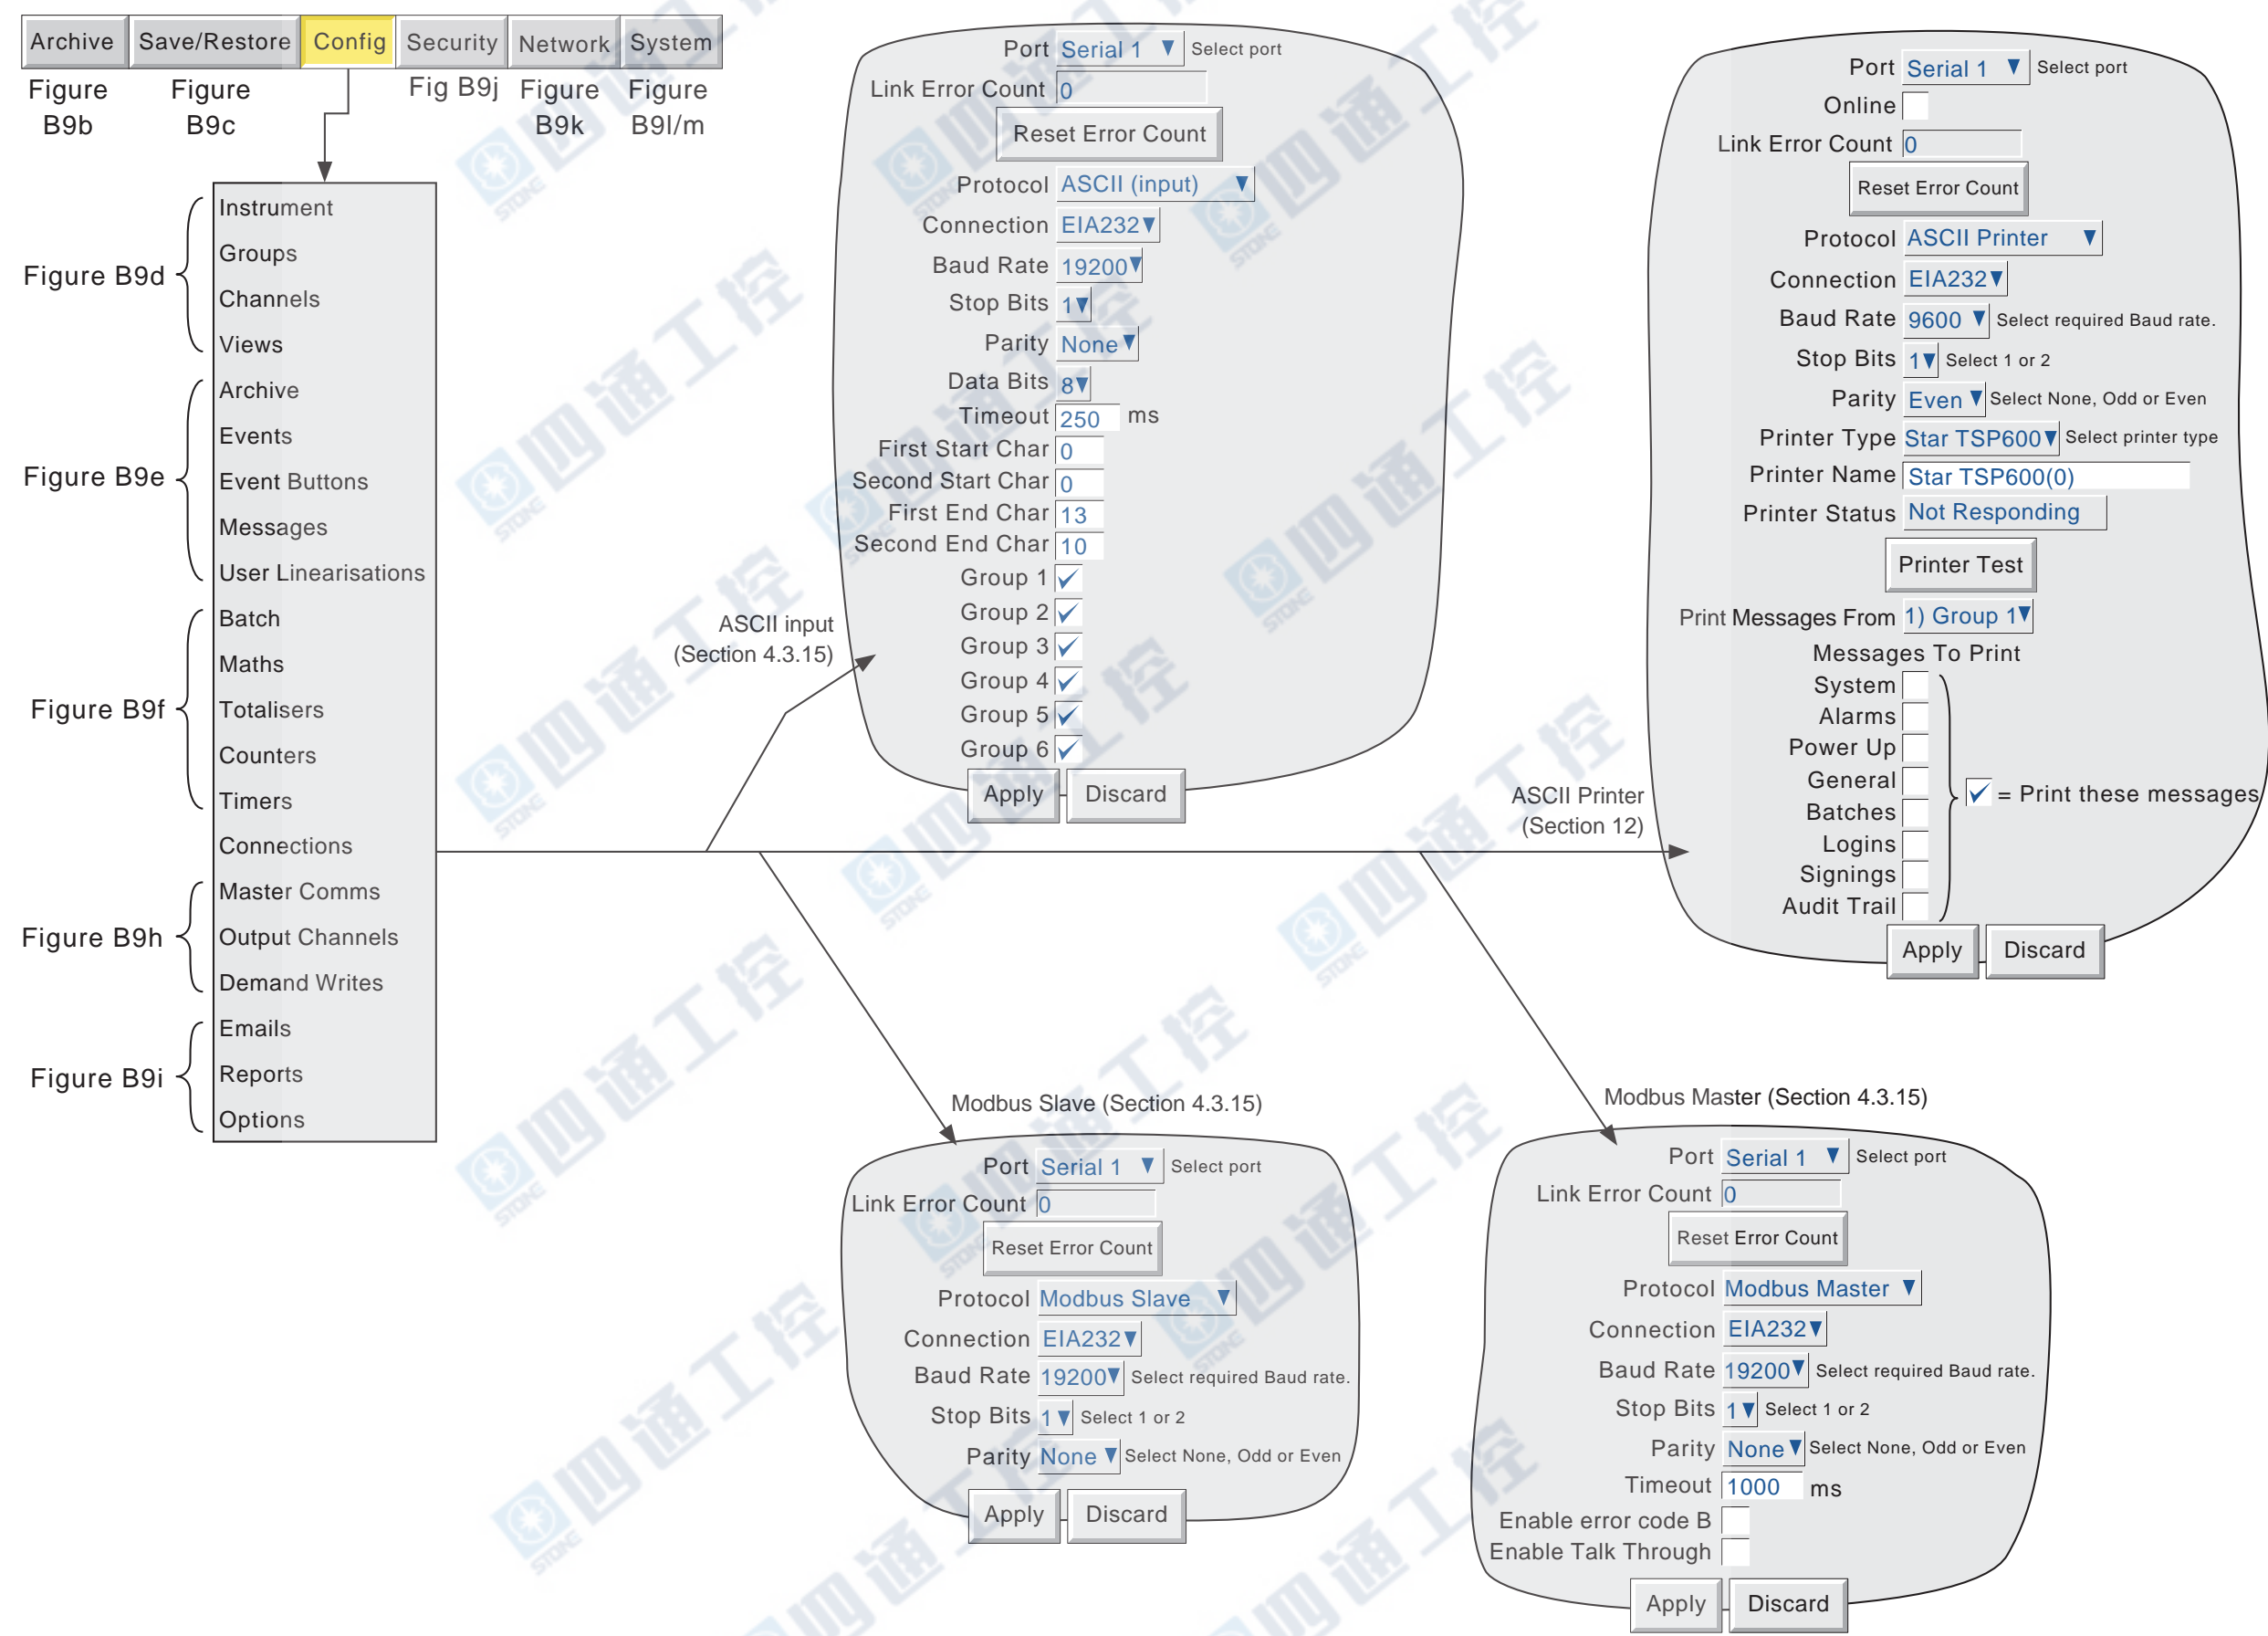 Archive Save/Restore Config Security Network System
Figure B9b
Figure B9c
Fig B9j
Figure B9k
Figure B9l/m
Figure B9d
Instrument
Groups
Channels
Views
Figure B9e
Archive
Events
Event Buttons
Messages
User Linearisations
Figure B9f
Batch
Maths
Totalisers
Counters
Timers
Connections
Figure B9h
Master Comms
Output Channels
Demand Writes
Figure B9i
Emails
Reports
Options
ASCII input
(Section 4.3.15)
Port Serial 1 Select port
Link Error Count 0
Reset Error Count
Protocol ASCII (input)
Connection EIA232
Baud Rate 19200
Stop Bits 1
Parity None
Data Bits 8
Timeout 250 ms
First Start Char 0
Second Start Char 0
First End Char 13
Second End Char 10
Group 1
Group 2
Group 3
Group 4
Group 5
Group 6
Apply Discard
ASCII Printer
(Section 12)
Port Serial 1 Select port
Online
Link Error Count 0
Reset Error Count
Protocol ASCII Printer
Connection EIA232
Baud Rate 9600 Select required Baud rate.
Stop Bits 1 Select 1 or 2
Parity Even Select None, Odd or Even
Printer Type Star TSP600 Select printer type
Printer Name Star TSP600(0)
Printer Status Not Responding
Printer Test
Print Messages From 1) Group 1
Messages To Print
System
Alarms
Power Up
General
Batches
Logins
Signings
Audit Trail
= Print these messages
Apply Discard
Modbus Slave (Section 4.3.15)
Port Serial 1 Select port
Link Error Count 0
Reset Error Count
Protocol Modbus Slave
Connection EIA232
Baud Rate 19200 Select required Baud rate.
Stop Bits 1 Select 1 or 2
Parity None Select None, Odd or Even
Apply Discard
Modbus Master (Section 4.3.15)
Port Serial 1 Select port
Link Error Count 0
Reset Error Count
Protocol Modbus Master
Connection EIA232
Baud Rate 19200 Select required Baud rate.
Stop Bits 1 Select 1 or 2
Parity None Select None, Odd or Even
Timeout 1000 ms
Enable error code B
Enable Talk Through
Apply Discard
STONE 四通工控